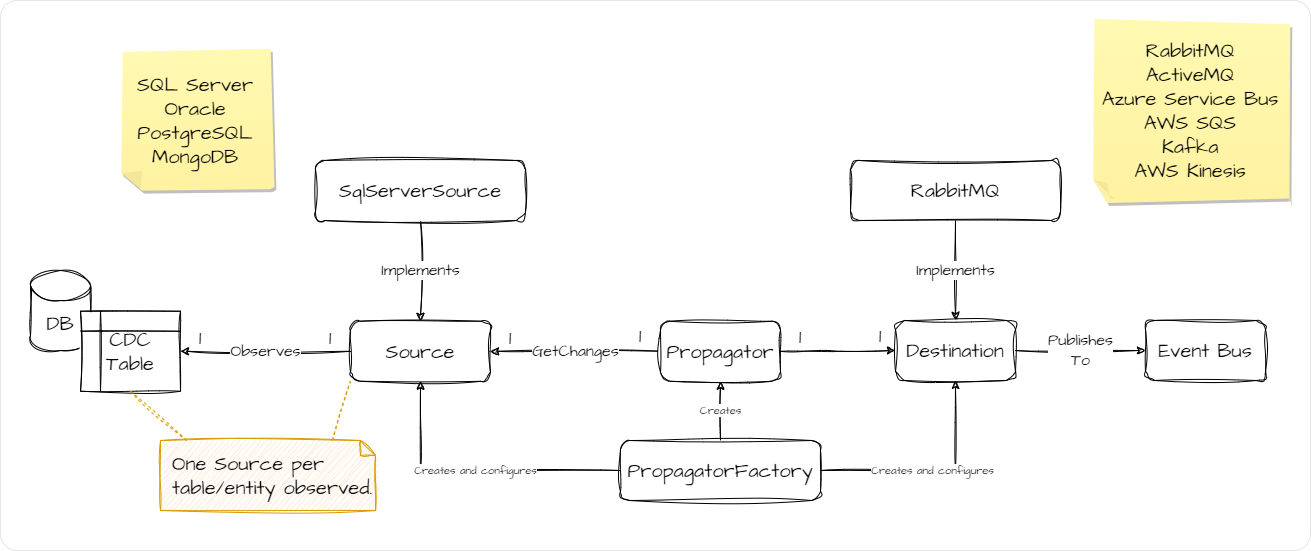 SQL Server
Oracle
PostgreSQL
MongoDB
RabbitMQ
ActiveMQ
Azure Service Bus
AWS SQS
Kafka
AWS Kinesis
SqlServerSource
RabbitMQ
Implements
Implements
DB
CDC
Table
1
Observes
1
Source
1
GetChanges
1
Propagator
1
1
Destination
Publishes
To
Event Bus
Creates
One Source per
table/entity observed.
Creates and configures
PropagatorFactory
Creates and configures